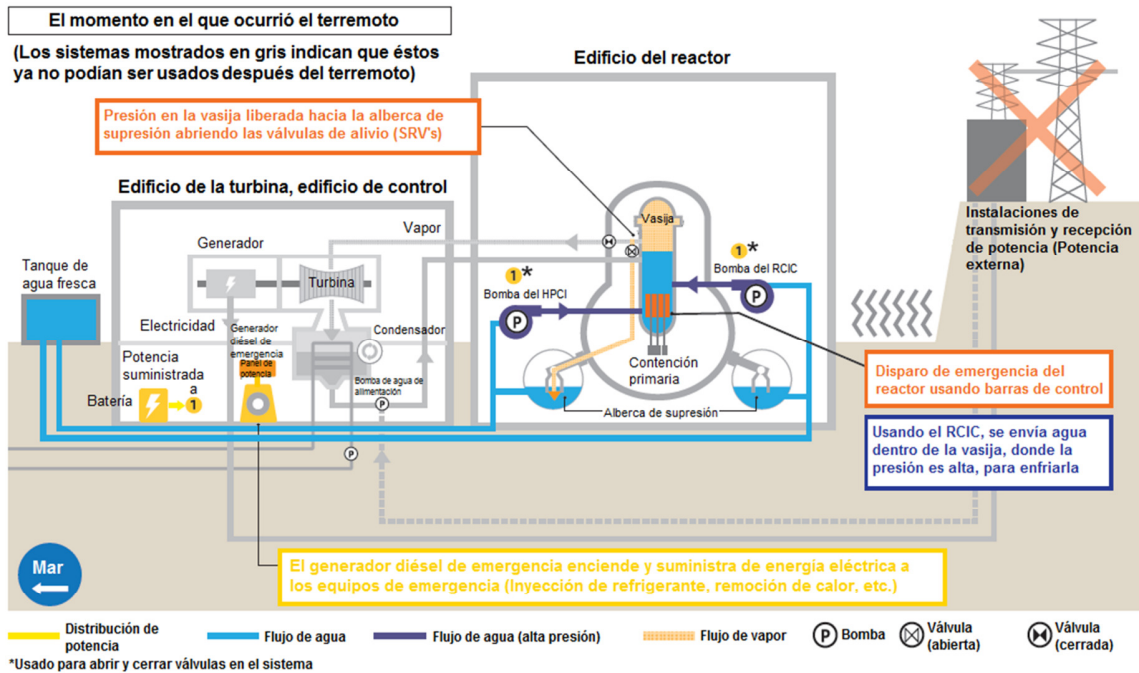 El momento en el que ocurrió el terremoto
(Los sistemas mostrados en gris indican que éstos
ya no podían ser usados después del terremoto)
Edificio del reactor
Presión en la vasija liberada hacia la alberca de
supresión abriendo las válvulas de alivio (SRV's)
Edificio de la turbina, edificio de control
Vapor
Vasija
Instalaciones de
transmisión y recepción
de potencia (Potencia
externa)
Generador
Tanque de
agua fresca
Turbina
1*
Bomba del HPCI
1*
Bomba del RCIC
P
P
Electricidad
Generador
diésel de
emergencia
Condensador
Panel de
potencia
Potencia
suministrada
a
1
Batería
Bomba de agua de
alimentación
P
P
Contención
primaria
Alberca de supresión
Disparo de emergencia del
reactor usando barras de control
Usando el RCIC, se envía agua
dentro de la vasija, donde la
presión es alta, para enfriarla
Mar
El generador diésel de emergencia enciende y suministra de energía eléctrica a
los equipos de emergencia (Inyección de refrigerante, remoción de calor, etc.)
Distribución de
potencia
Flujo de agua
Flujo de agua (alta presión)
Flujo de vapor
P Bomba
Válvula
(abierta)
Válvula
(cerrada)
*Usado para abrir y cerrar válvulas en el sistema